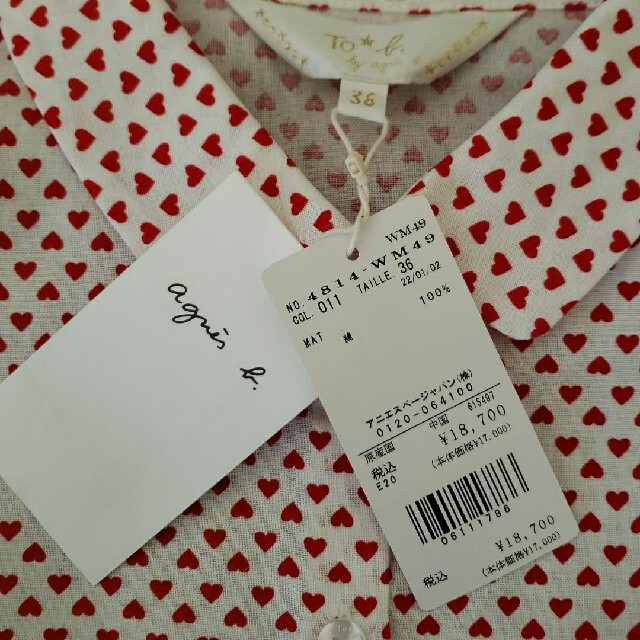 To★b.
by agnès b.
36
agnès b.
WM49
NO. 4814-WM49
COL. 011 TAILLE. 36
22/01/02
MAT 綿 100%
アニエスベージャパン(株)
0120-064100
615497
原産国 中国
税込 ¥18,700
(本体価格¥17,000)
E20
06111786
¥18,700
税込 (本体価格¥17,000)